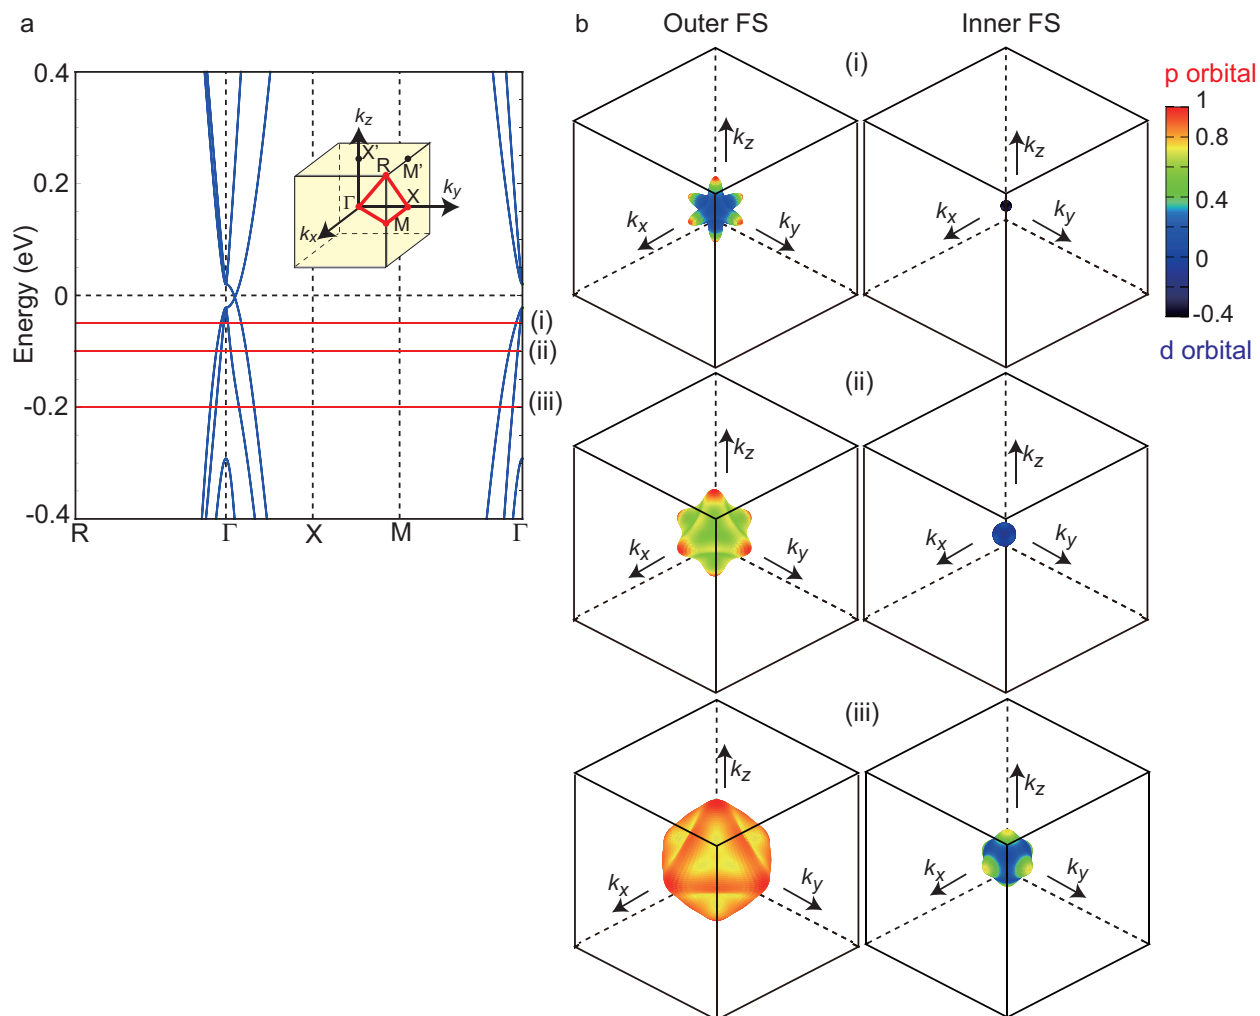 a
0.4
0.2
0
-0.2
-0.4
Energy (eV)
R
Γ
X
M
Γ
(i)
(ii)
(iii)
kz
X'
R
M'
ky
Γ
X
M
kx
b
Outer FS
Inner FS
(i)
kz
kx
ky
kz
kx
ky
p orbital
1
0.8
0.4
0
-0.4
d orbital
(ii)
kz
kx
ky
kz
kx
ky
(iii)
kz
kx
ky
kz
kx
ky